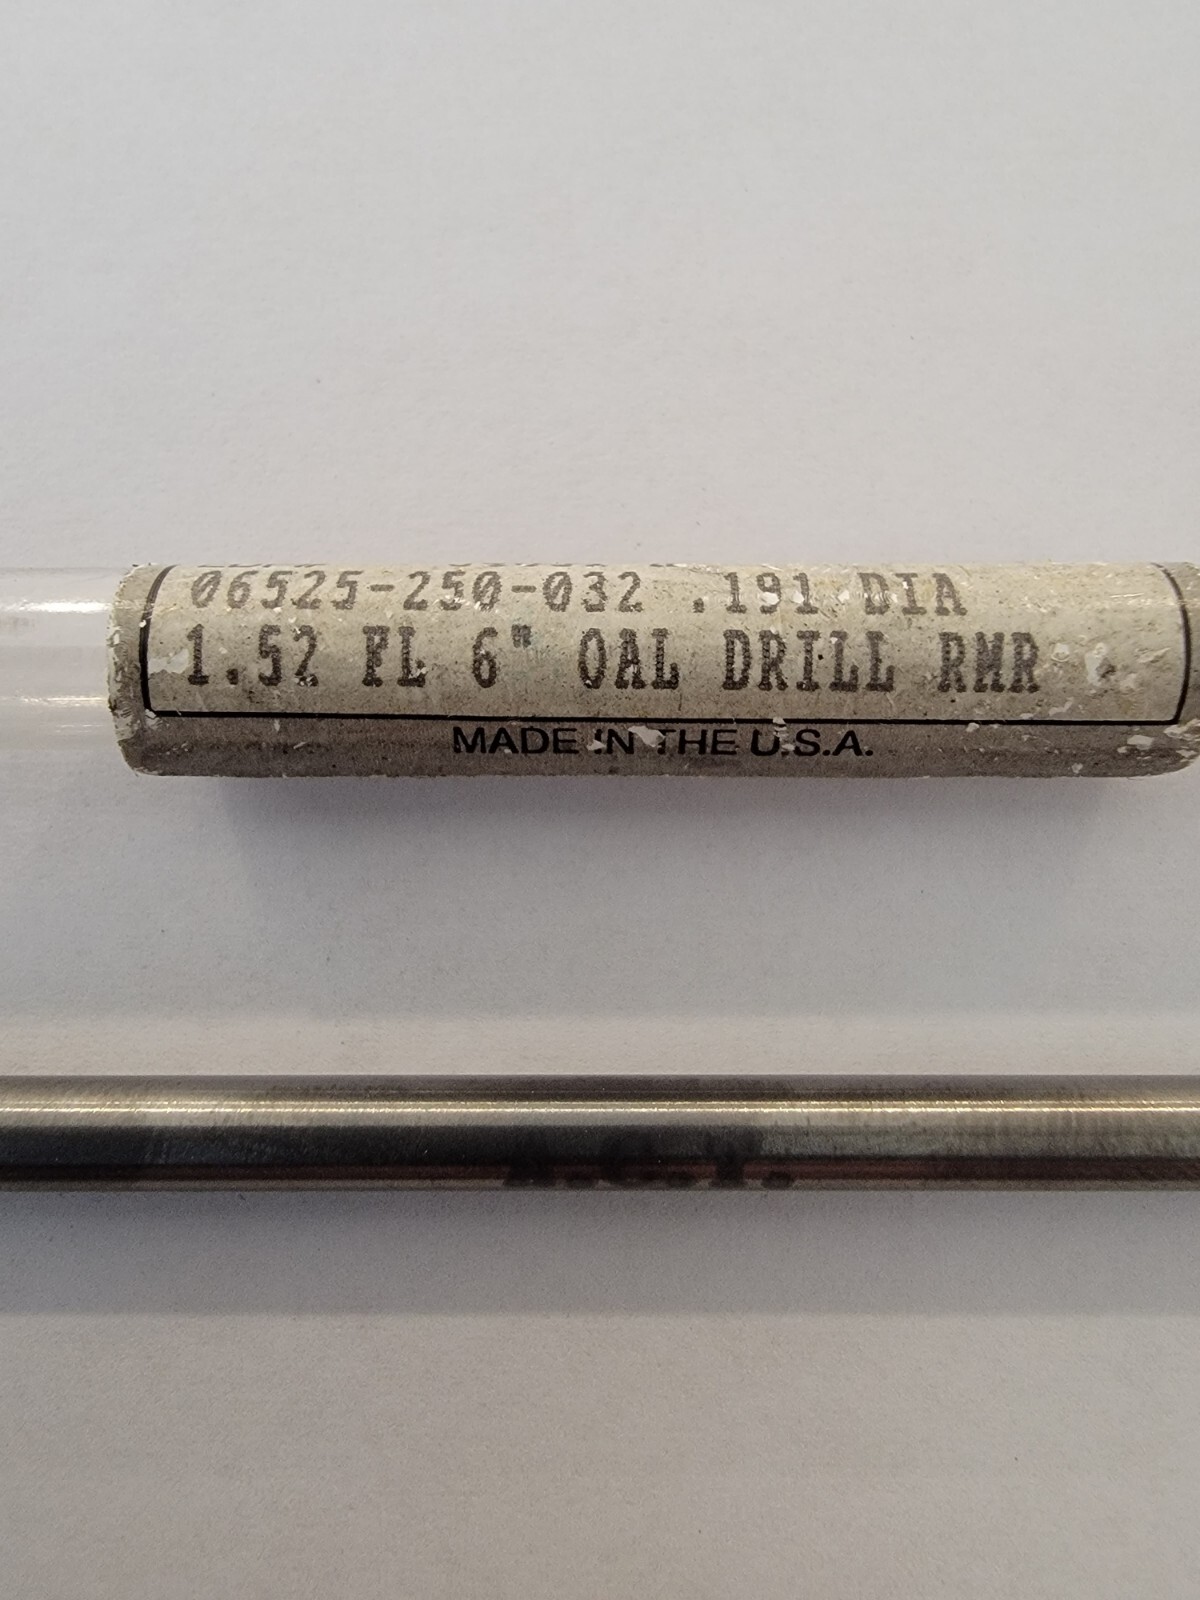 06525-250-032 .191 DIA
1.52 FL 6" OAL DRILL RMR
MADE IN THE U.S.A.